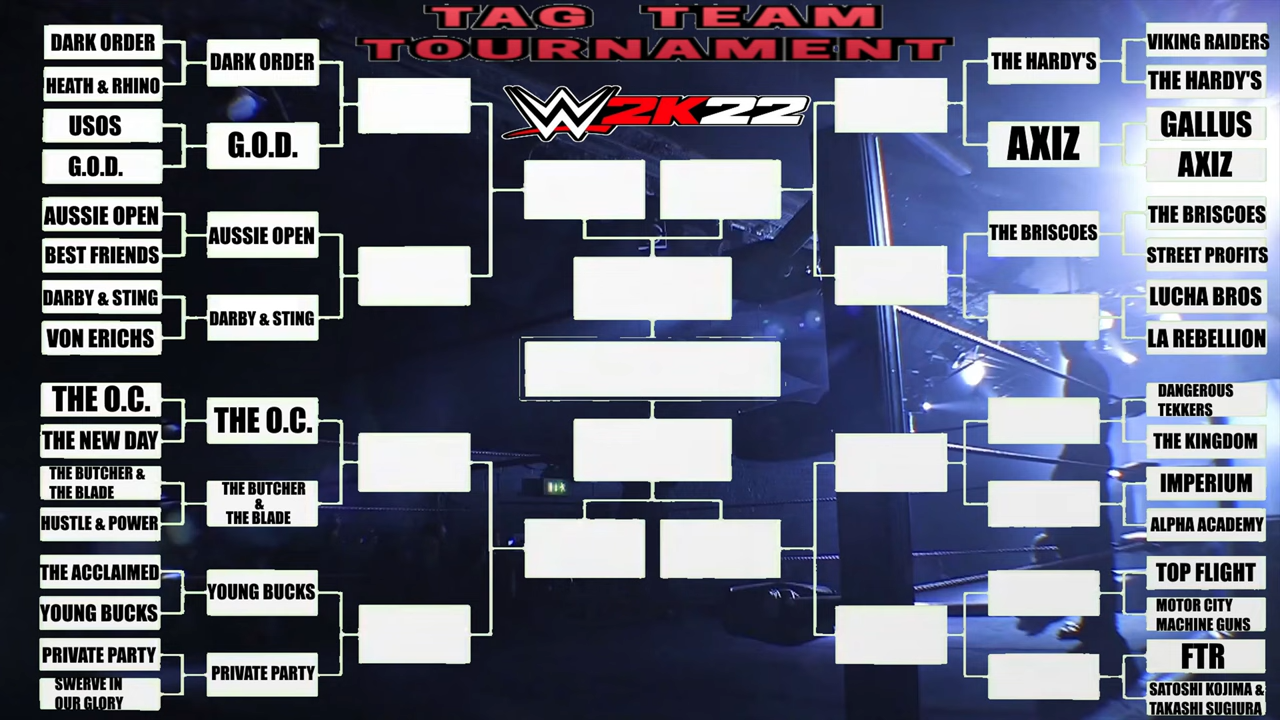 TAG TEAM
TOURNAMENT
W 2K22
DARK ORDER
HEATH & RHINO
USOS
G.O.D.
AUSSIE OPEN
BEST FRIENDS
DARBY & STING
VON ERICHS
THE O.C.
THE NEW DAY
THE BUTCHER &
THE BLADE
HUSTLE & POWER
THE ACCLAIMED
YOUNG BUCKS
PRIVATE PARTY
SWERVE IN
OUR GLORY
DARK ORDER
G.O.D.
AUSSIE OPEN
DARBY & STING
THE O.C.
THE BUTCHER
&
THE BLADE
YOUNG BUCKS
PRIVATE PARTY
THE HARDY'S
AXIZ
THE BRISCOES
VIKING RAIDERS
THE HARDY'S
GALLUS
AXIZ
THE BRISCOES
STREET PROFITS
LUCHA BROS
LA REBELLION
DANGEROUS
TEKKERS
THE KINGDOM
IMPERIUM
ALPHA ACADEMY
TOP FLIGHT
MOTOR CITY
MACHINE GUNS
FTR
SATOSHI KOJIMA &
TAKASHI SUGIURA